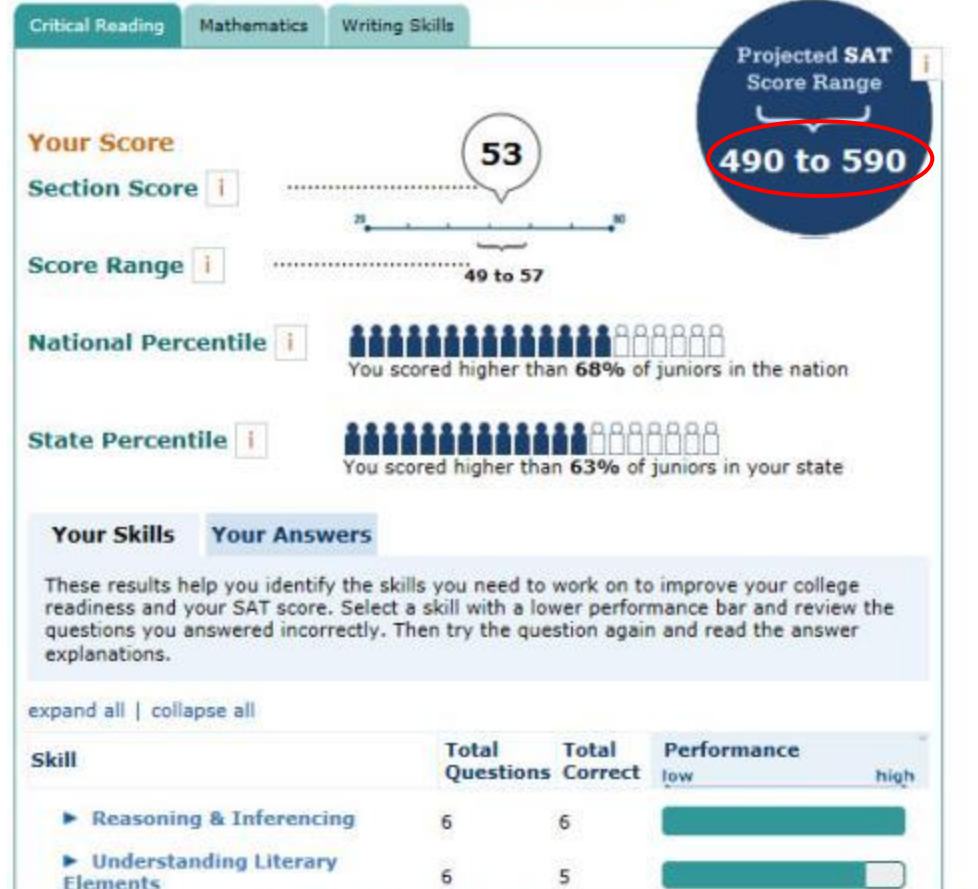 Critical Reading Mathematics Writing Skills
Projected SAT
Score Range
i
490 to 590
Your Score
53
Section Score i
20 80
Score Range i
49 to 57
National Percentile i
You scored higher than 68% of juniors in the nation
State Percentile i
You scored higher than 63% of juniors in your state
Your Skills Your Answers
These results help you identify the skills you need to work on to improve your college
readiness and your SAT score. Select a skill with a lower performance bar and review the
questions you answered incorrectly. Then try the question again and read the answer
explanations.
expand all | collapse all
Skill Total Questions Total Correct Performance
low high
Reasoning & Inferencing 6 6
Understanding Literary
Elements 6 5